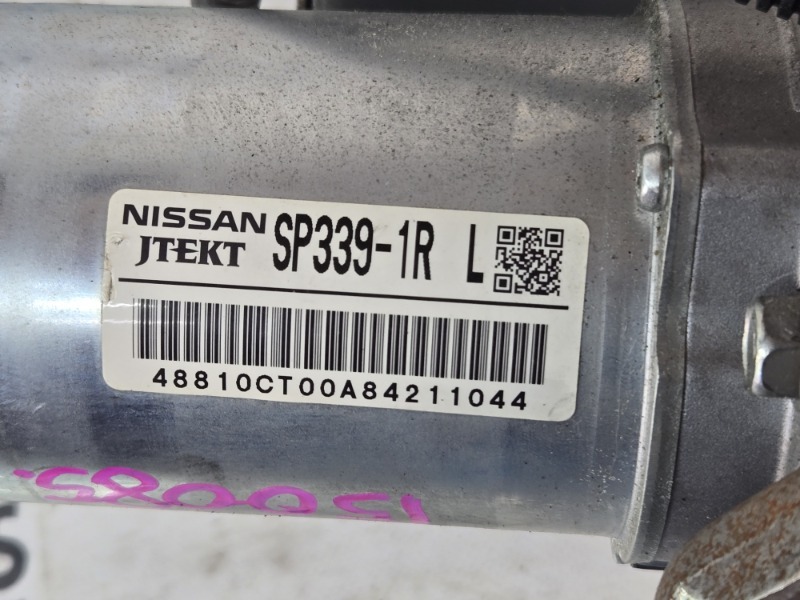 NISSAN
JTEKT
SP339-1R L
48810CT00A84211044